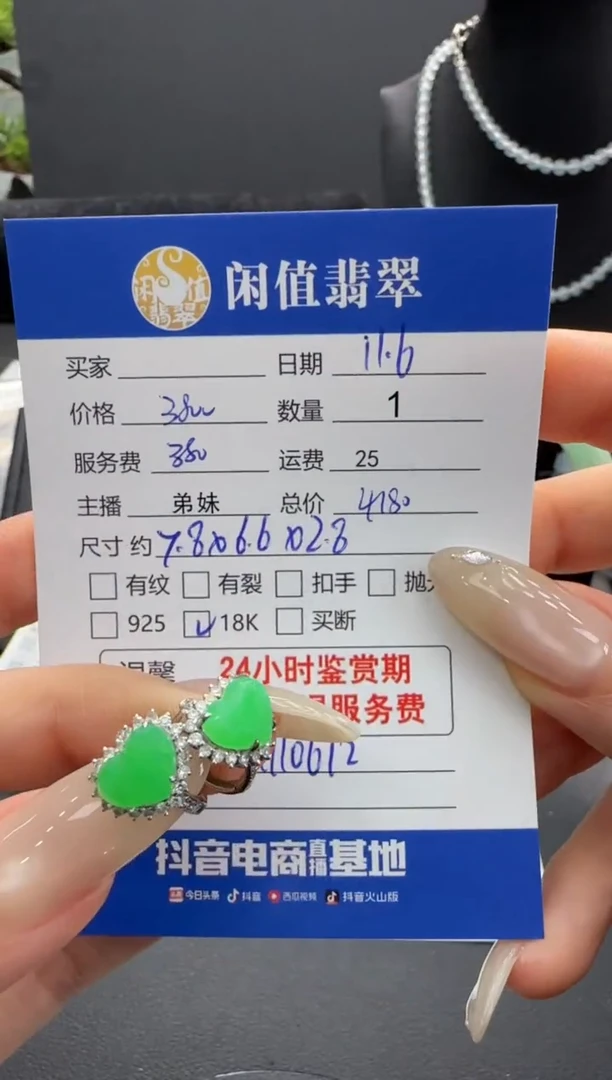 闲值翡翠
闲值翡翠
买家 日期 11.6
价格 3800 数量 1
服务费 380 运费 25
主播 弟妹 总价 4180
尺寸 约 7.8x6.6x2.8
有纹 有裂 扣手 抛
925 18K 买断
温馨 24小时鉴赏期
服务费
110612
抖音电商直播基地
今日头条 抖音 西瓜视频 抖音火山版